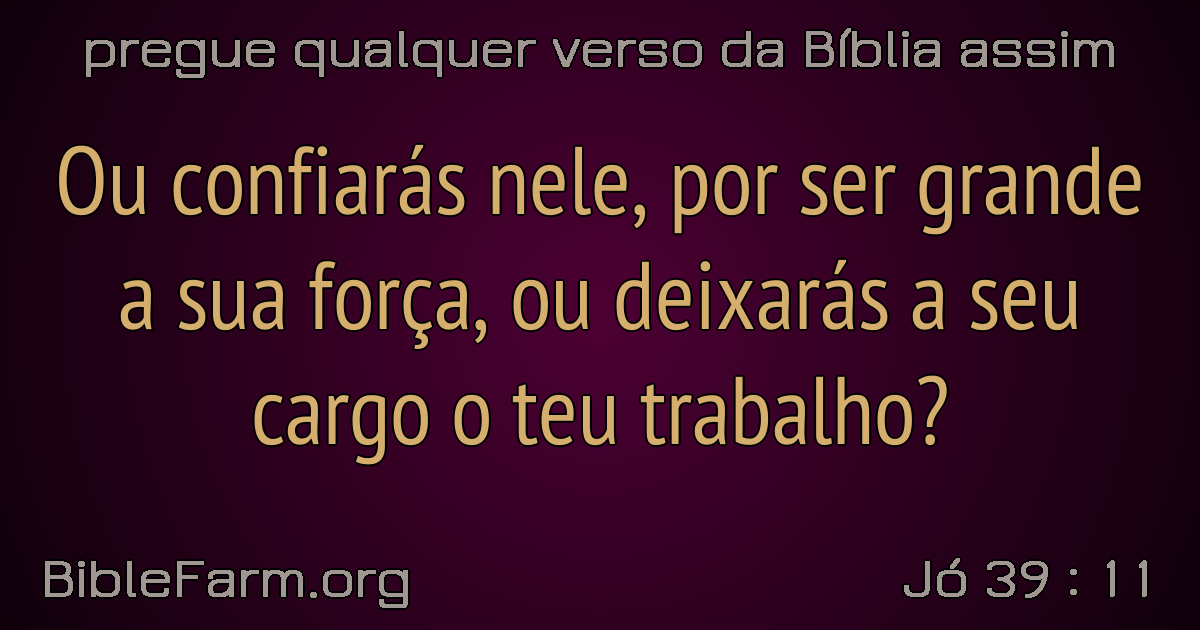 pregue qualquer verso da Bíblia assim
Ou confiarás nele, por ser grande
a sua força, ou deixarás a seu
cargo o teu trabalho?
BibleFarm.org
Jó 39 : 11